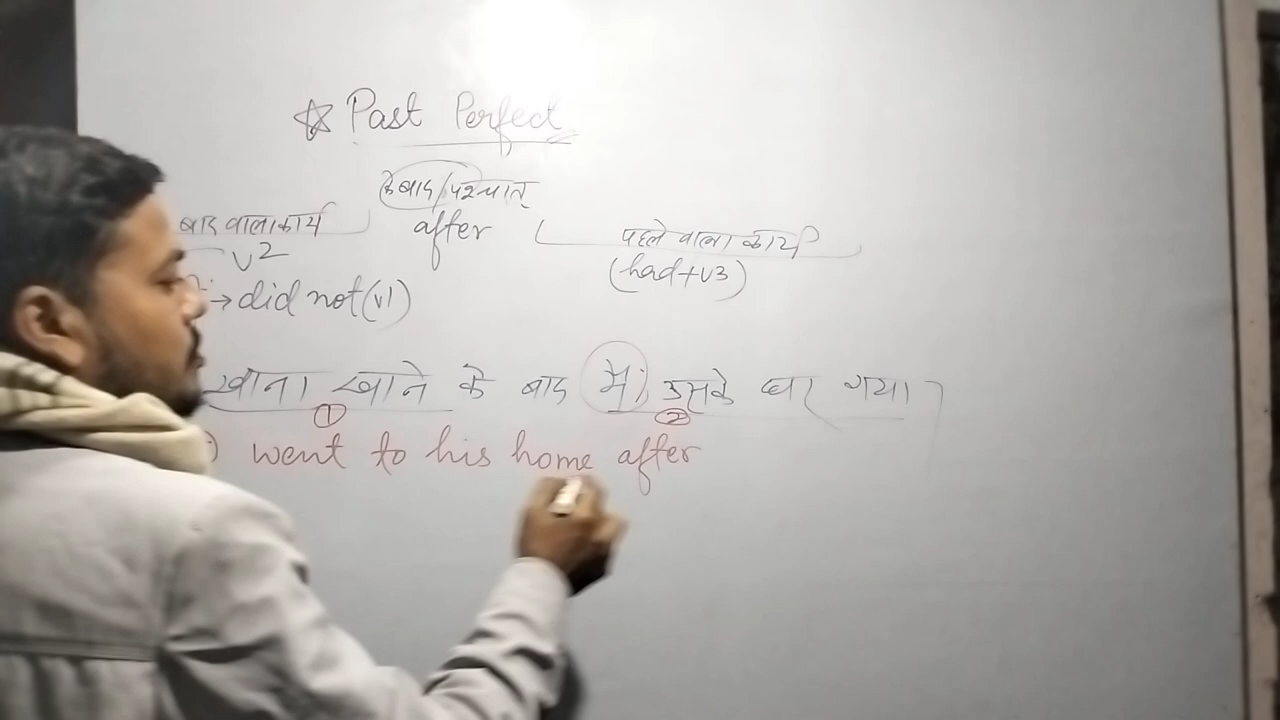 ☆ Past Perfect
के बाद/पश्चात्
बाद वाला कार्य after पहले वाला कार्य
V2 (had+V3)
→ did not (V1)
खाना खाने के बाद मैं उसके घर गया।
① ②
went to his home after